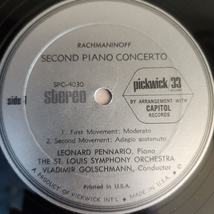 RACHMANINOFF
SECOND PIANO CONCERTO
SPC-4030
side 1 stereo
pickwick 33
BY ARRANGEMENT WITH
CAPITOL
RECORDS
1. First Movement: Moderato
2. Second Movement: Adagio sostenuto
LEONARD PENNARIO, Piano
THE ST. LOUIS SYMPHONY ORCHESTRA
VLADIMIR GOLSCHMANN, Conductor
A PRODUCT OF PICKWICK INT'L
Printed in U.S.A.